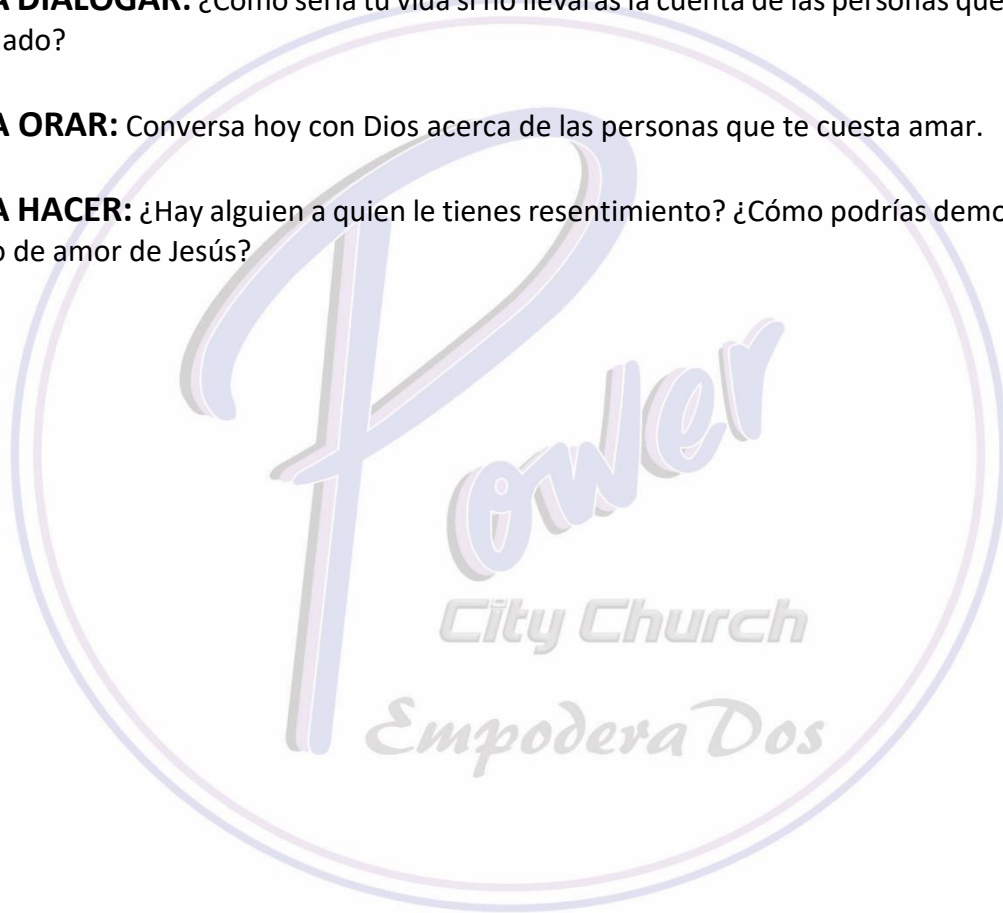 A DIALOGAR: ¿Cómo sería tu vida si no llevaras la cuenta de las personas que
ado?
A ORAR: Conversa hoy con Dios acerca de las personas que te cuesta amar.
A HACER: ¿Hay alguien a quien le tienes resentimiento? ¿Cómo podrías demo
o de amor de Jesús?
Power
City Church
EmpoderaDos